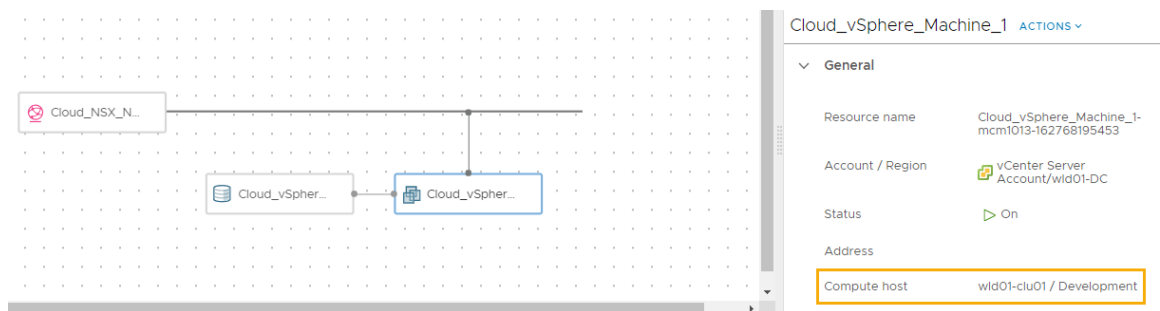 Cloud_vSphere_Machine_1 ACTIONS
General
Cloud_NSX_N...
Resource name Cloud_vSphere_Machine_1-
mcm1013-162768195453
Account / Region vCenter Server
Account/wld01-DC
Cloud_vSpher...
Cloud_vSpher...
Status On
Address
Compute host wld01-clu01 / Development